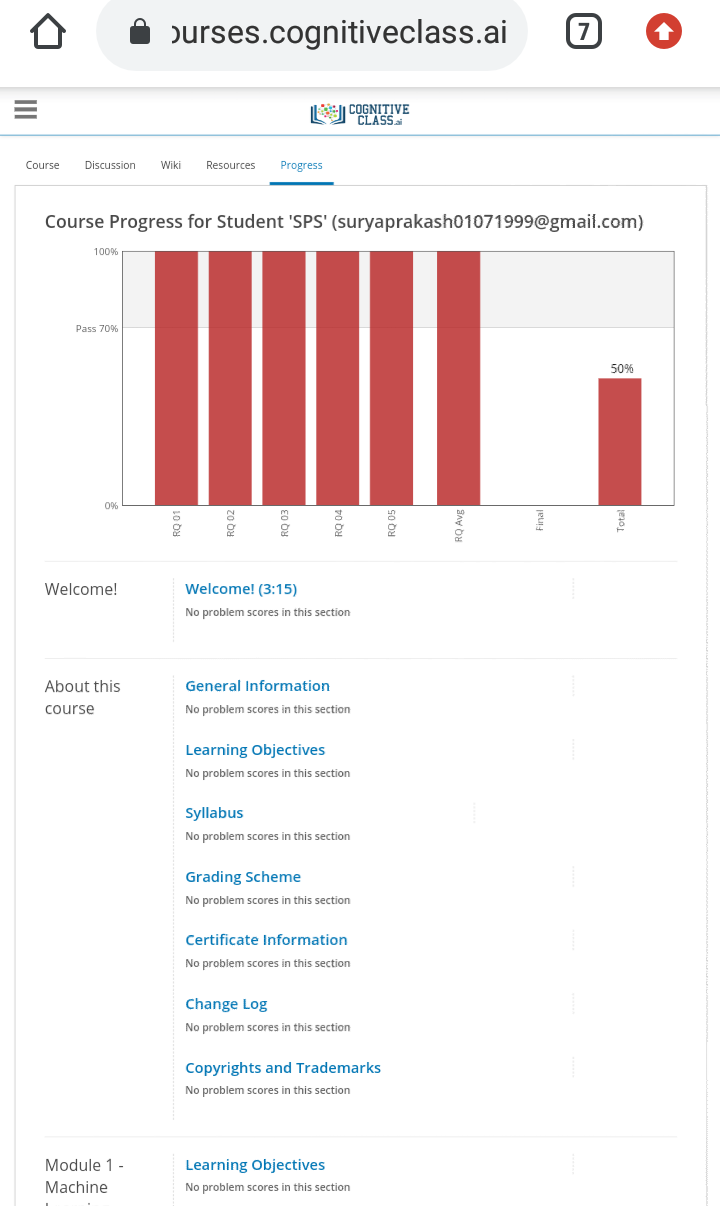 ourses.cognitiveclass.ai
7
COGNITIVE
CLASS.ai
Course Discussion Wiki Resources Progress
Course Progress for Student 'SPS' (suryaprakash01071999@gmail.com)
100%
Pass 70%
50%
0%
RQ 01 RQ 02 RQ 03 RQ 04 RQ 05 RQ Avg Final Total
Welcome!
Welcome! (3:15)
No problem scores in this section
About this
course
General Information
No problem scores in this section
Learning Objectives
No problem scores in this section
Syllabus
No problem scores in this section
Grading Scheme
No problem scores in this section
Certificate Information
No problem scores in this section
Change Log
No problem scores in this section
Copyrights and Trademarks
No problem scores in this section
Module 1 -
Machine
Learning Objectives
No problem scores in this section